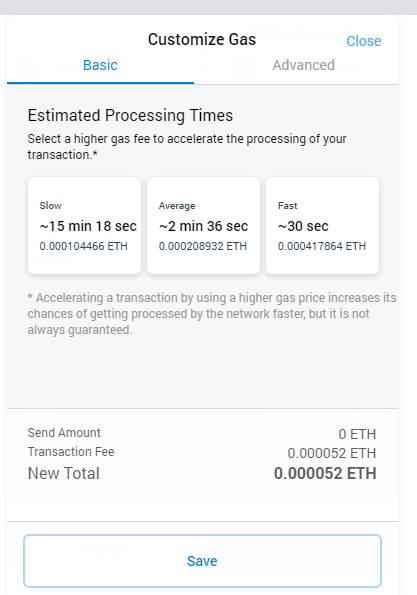 Customize Gas
Close
Basic
Advanced
Estimated Processing Times
Select a higher gas fee to accelerate the processing of your
transaction.*
Slow
~15 min 18 sec
0.000104466 ETH
Average
~2 min 36 sec
0.000208932 ETH
Fast
~30 sec
0.000417864 ETH
* Accelerating a transaction by using a higher gas price increases its
chances of getting processed by the network faster, but it is not
always guaranteed.
Send Amount 0 ETH
Transaction Fee 0.000052 ETH
New Total 0.000052 ETH
Save